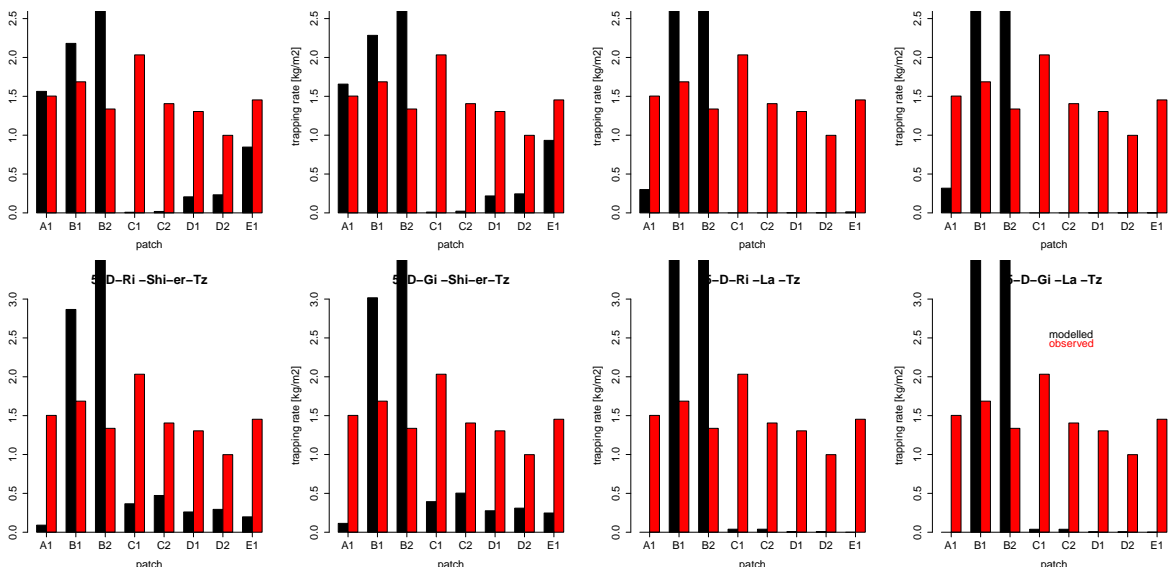 trapping rate [kg/m2]
0.0 0.5 1.0 1.5 2.0 2.5
A1 B1 B2 C1 C2 D1 D2 E1
patch
trapping rate [kg/m2]
0.0 0.5 1.0 1.5 2.0 2.5
A1 B1 B2 C1 C2 D1 D2 E1
patch
trapping rate [kg/m2]
0.0 0.5 1.0 1.5 2.0 2.5
A1 B1 B2 C1 C2 D1 D2 E1
patch
0.0 0.5 1.0 1.5 2.0 2.5
A1 B1 B2 C1 C2 D1 D2 E1
patch
D-Ri -Shi-er-Tz
0.0 0.5 1.0 1.5 2.0 2.5 3.0
A1 B1 B2 C1 C2 D1 D2 E1
patch
D-Gi -Shi-er-Tz
trapping rate [kg/m2]
0.0 0.5 1.0 1.5 2.0 2.5 3.0
A1 B1 B2 C1 C2 D1 D2 E1
patch
-D-Ri -La -Tz
trapping rate [kg/m2]
0.0 0.5 1.0 1.5 2.0 2.5 3.0
A1 B1 B2 C1 C2 D1 D2 E1
patch
-D-Gi -La -Tz
trapping rate [kg/m2]
0.0 0.5 1.0 1.5 2.0 2.5 3.0
modelled
observed
A1 B1 B2 C1 C2 D1 D2 E1
patch